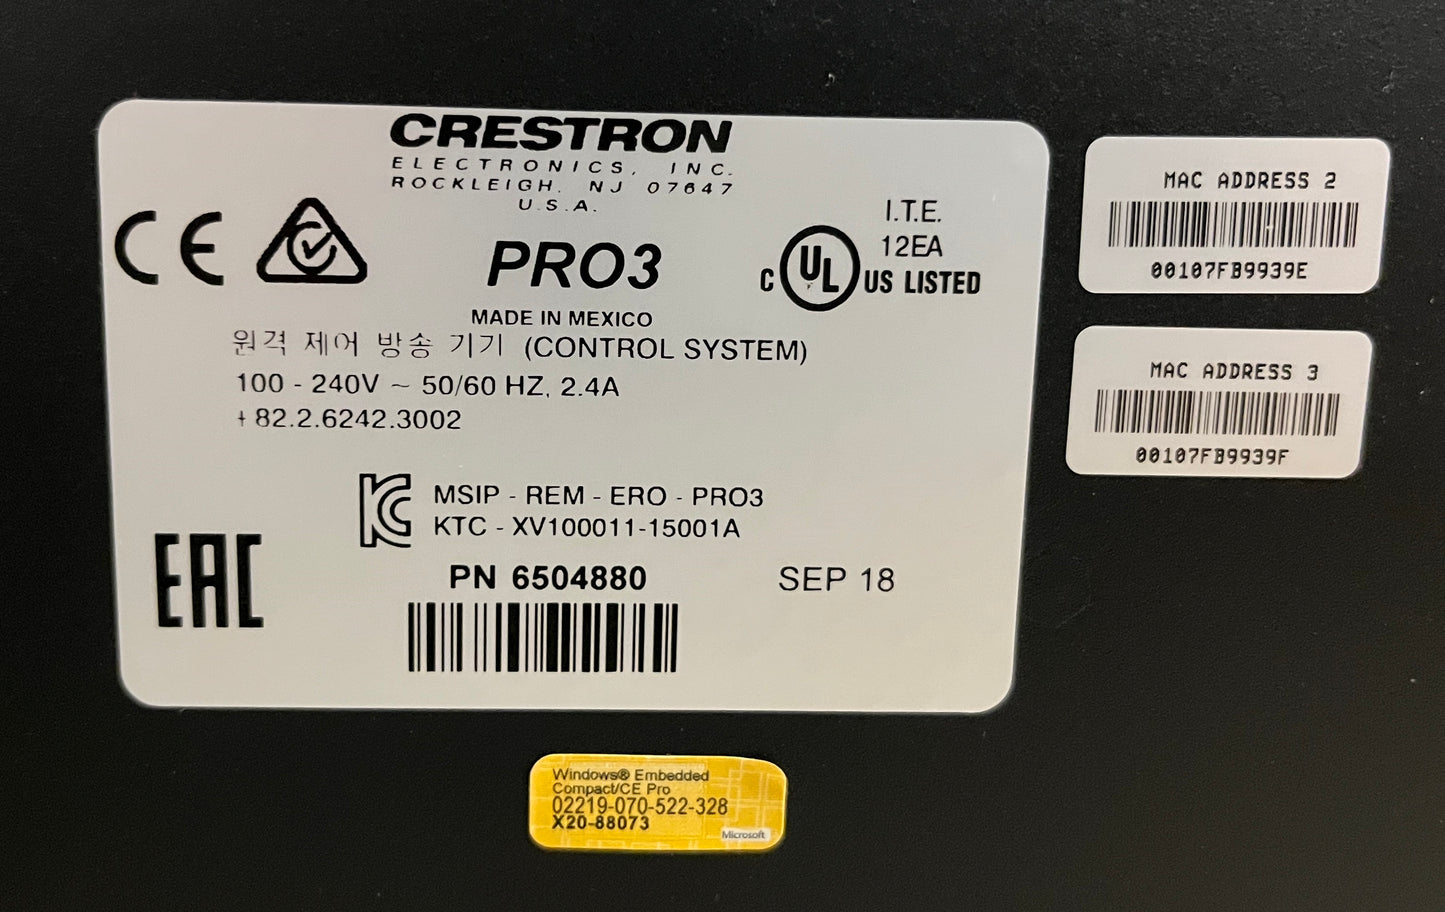 CRESTRON
ELECTRONICS, INC.
ROCKLEIGH, NJ 07647
U.S.A.
CE
PRO3
C UL US LISTED
I.T.E.
12EA
MADE IN MEXICO
원격 제어 방송 기기 (CONTROL SYSTEM)
100 - 240V ~ 50/60 HZ, 2.4A
+82.2.6242.3002
KC
MSIP - REM - ERO - PRO3
KTC - XV100011-15001A
EAC
PN 6504880
SEP 18
MAC ADDRESS 2
00107FB9939E
MAC ADDRESS 3
00107FB9939F
Windows® Embedded
Compact/CE Pro
02219-070-522-328
X20-88073
Microsoft